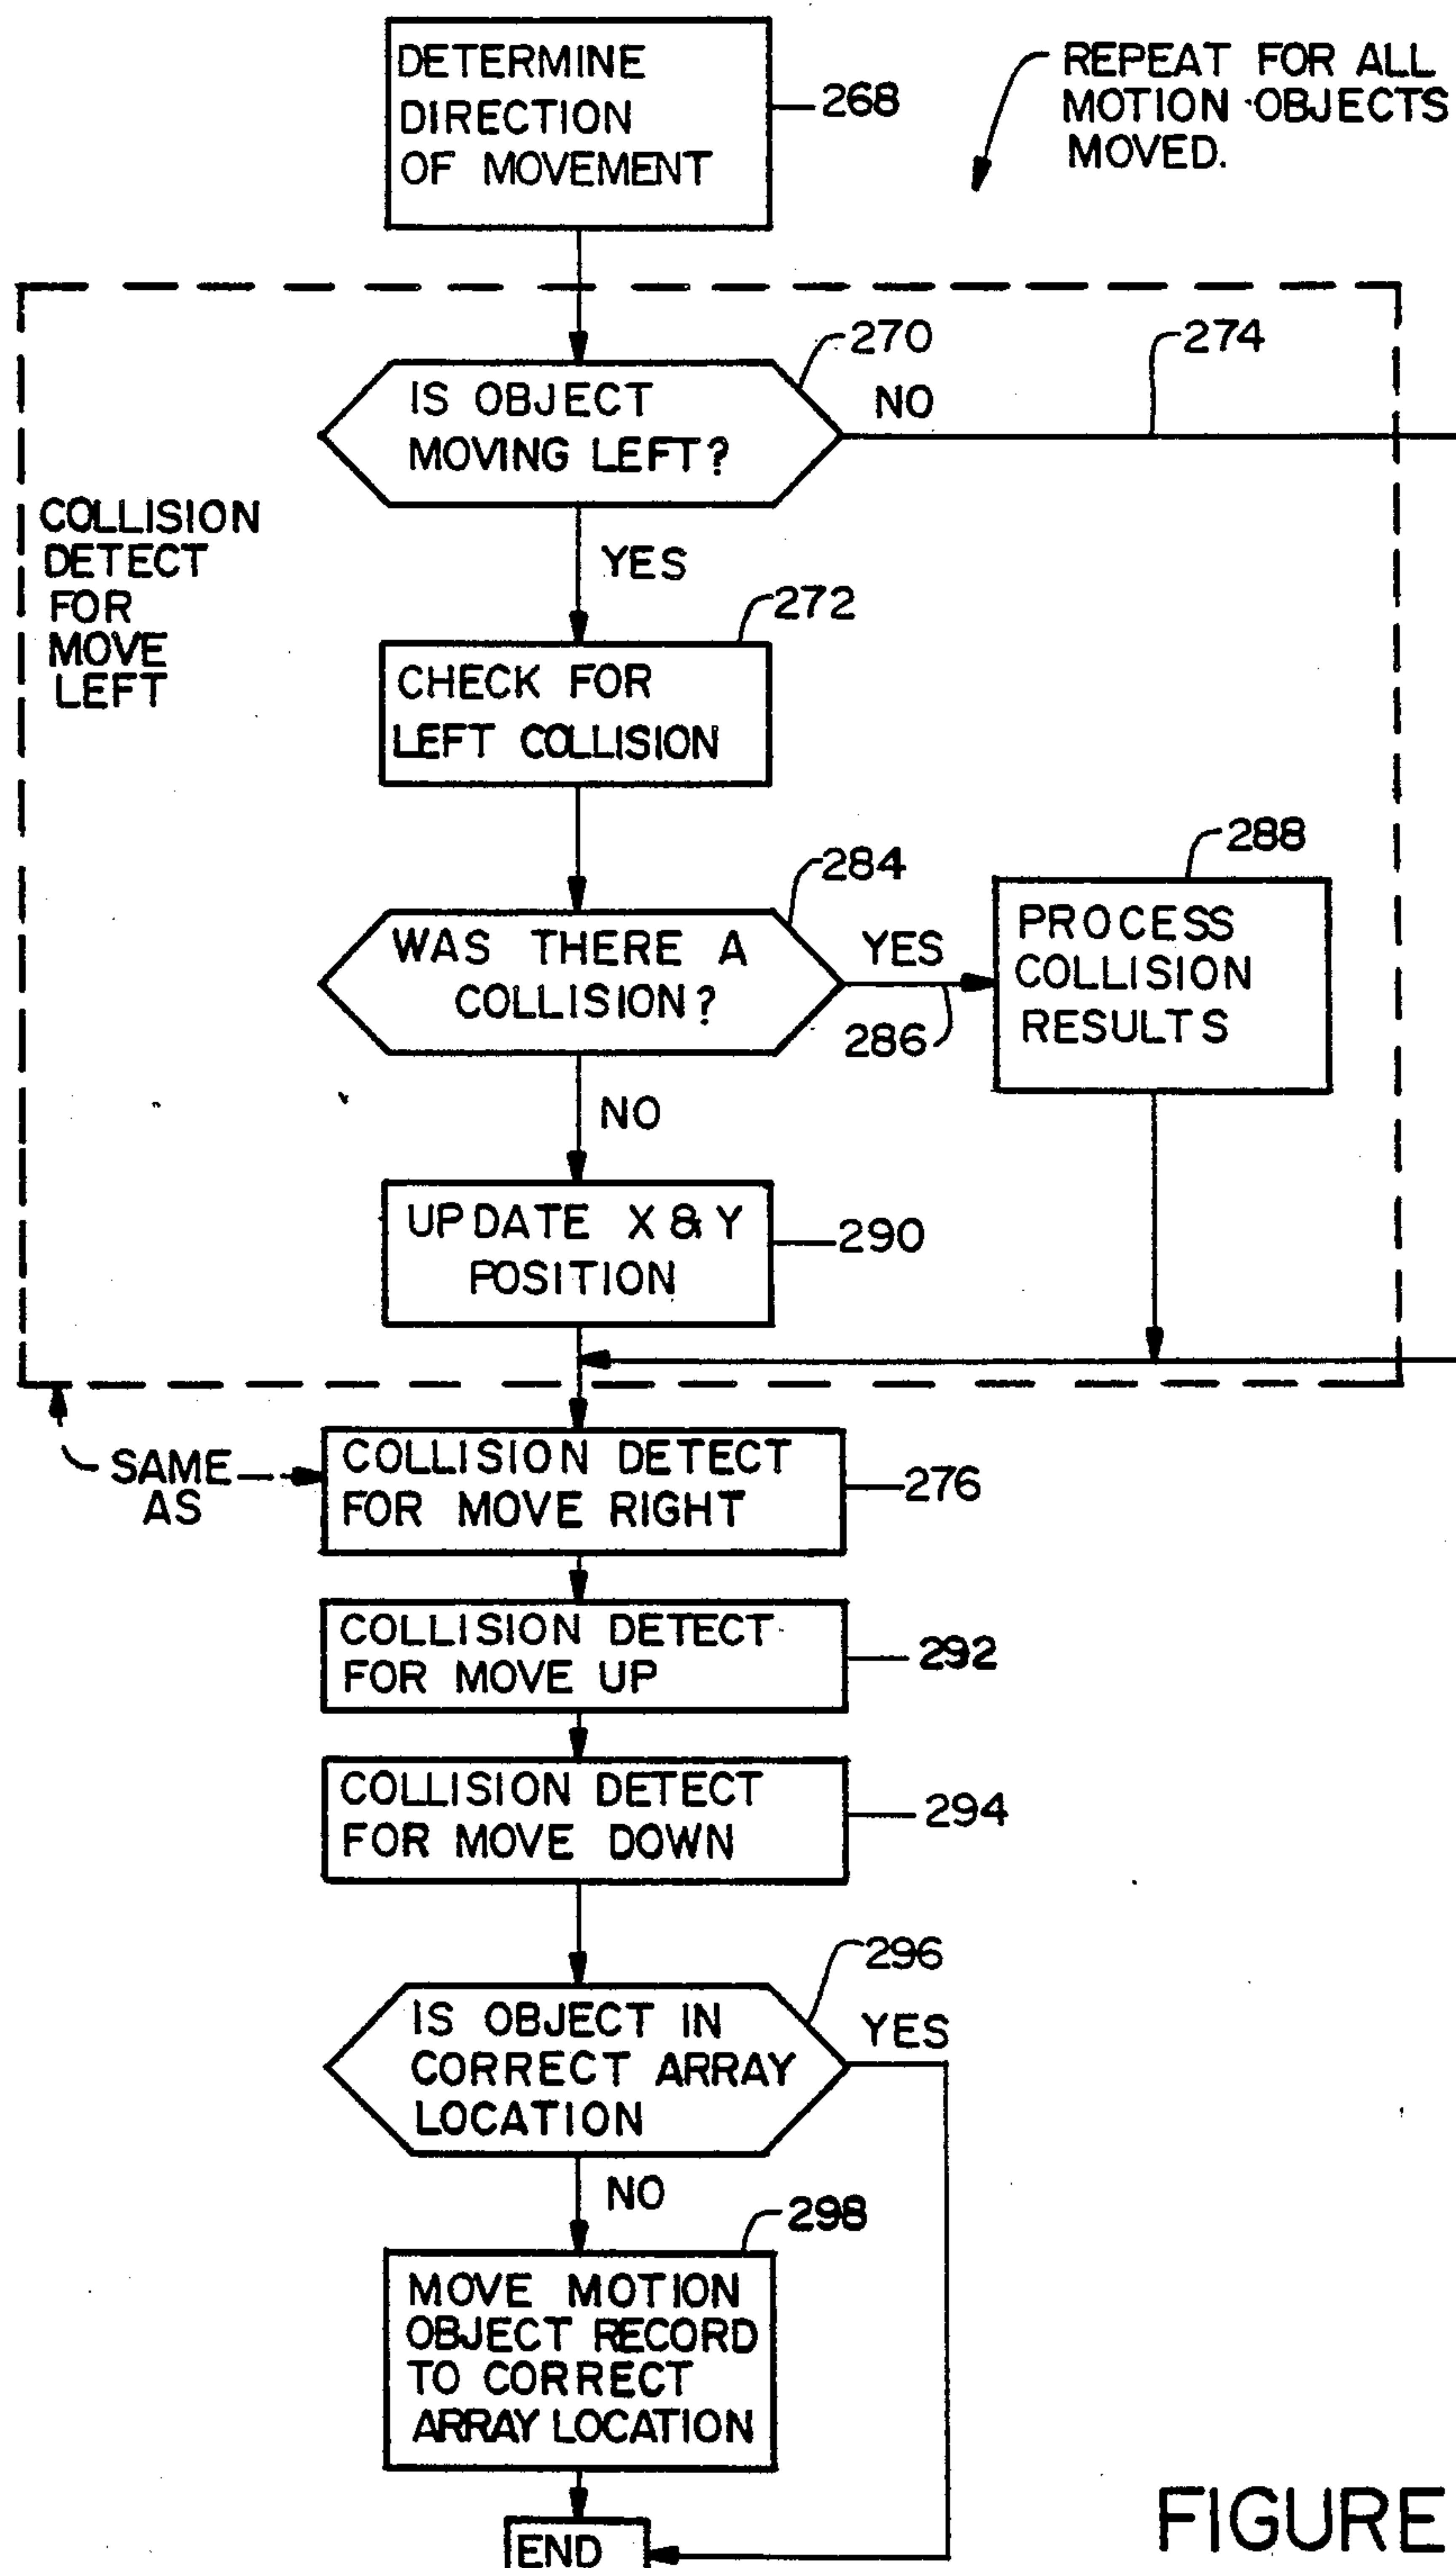 DETERMINE
DIRECTION
OF MOVEMENT
268
REPEAT FOR ALL
MOTION OBJECTS
MOVED.
270
274
IS OBJECT
MOVING LEFT?
NO
COLLISION
DETECT
FOR
MOVE
LEFT
YES
272
CHECK FOR
LEFT COLLISION
284
288
WAS THERE A
COLLISION?
YES
286
PROCESS
COLLISION
RESULTS
NO
UPDATE X & Y
POSITION
290
SAME
AS
COLLISION DETECT
FOR MOVE RIGHT
276
COLLISION DETECT
FOR MOVE UP
292
COLLISION DETECT
FOR MOVE DOWN
294
296
IS OBJECT IN
CORRECT ARRAY
LOCATION
YES
NO
298
MOVE MOTION
OBJECT RECORD
TO CORRECT
ARRAY LOCATION
END
FIGURE